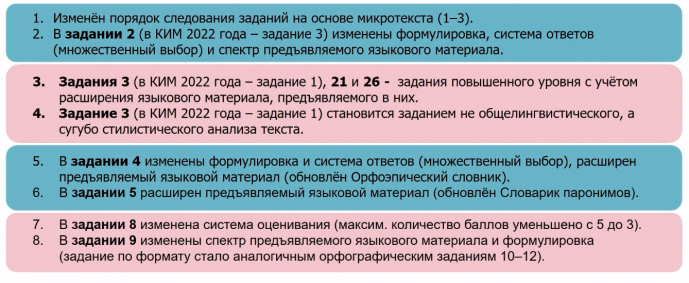 1. Изменён порядок следования заданий на основе микротекста (1–3).
2. В задании 2 (в КИМ 2022 года – задание 3) изменены формулировка, система ответов
(множественный выбор) и спектр предъявляемого языкового материала.
3. Задания 3 (в КИМ 2022 года – задание 1), 21 и 26 - задания повышенного уровня с учётом
расширения языкового материала, предъявляемого в них.
4. Задание 3 (в КИМ 2022 года – задание 1) становится заданием не общелингвистического, а
сугубо стилистического анализа текста.
5. В задании 4 изменены формулировка и система ответов (множественный выбор), расширен
предъявляемый языковой материал (обновлён Орфоэпический словник).
6. В задании 5 расширен предъявляемый языковой материал (обновлён Словарик паронимов).
7. В задании 8 изменена система оценивания (максим. количество баллов уменьшено с 5 до 3).
8. В задании 9 изменены спектр предъявляемого языкового материала и формулировка
(задание по формату стало аналогичным орфографическим заданиям 10–12).